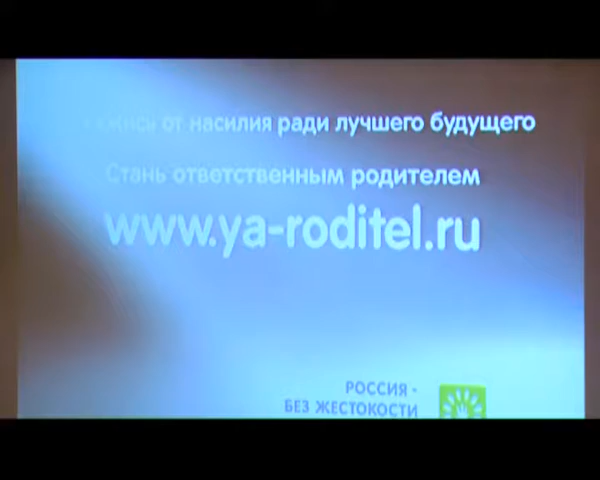 от насилия ради лучшего будущего
Стань ответственным родителем
www.ya-roditel.ru
РОССИЯ -
БЕЗ ЖЕСТОКОСТИ